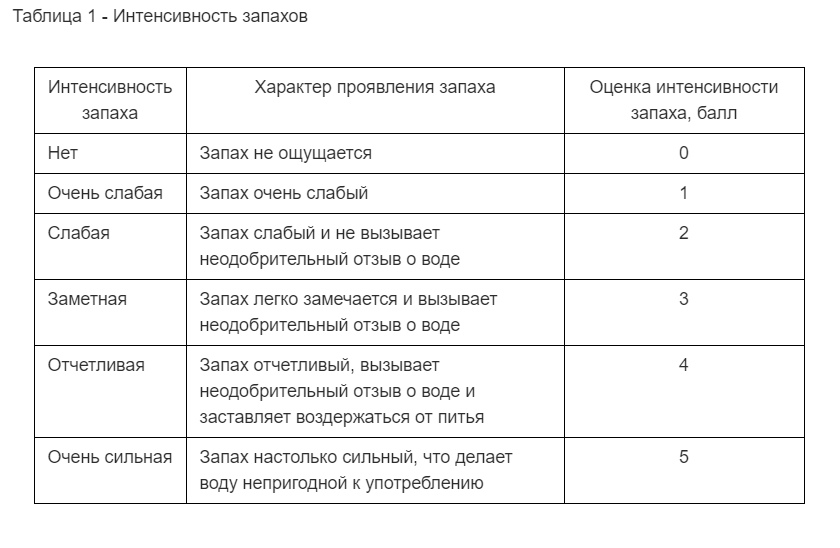 Таблица 1 - Интенсивность запахов
Интенсивность запаха
Характер проявления запаха
Оценка интенсивности запаха, балл
Нет
Запах не ощущается
0
Очень слабая
Запах очень слабый
1
Слабая
Запах слабый и не вызывает
неодобрительный отзыв о воде
2
Заметная
Запах легко замечается и вызывает
неодобрительный отзыв о воде
3
Отчетливая
Запах отчетливый, вызывает
неодобрительный отзыв о воде и
заставляет воздержаться от питья
4
Очень сильная
Запах настолько сильный, что делает
воду непригодной к употреблению
5